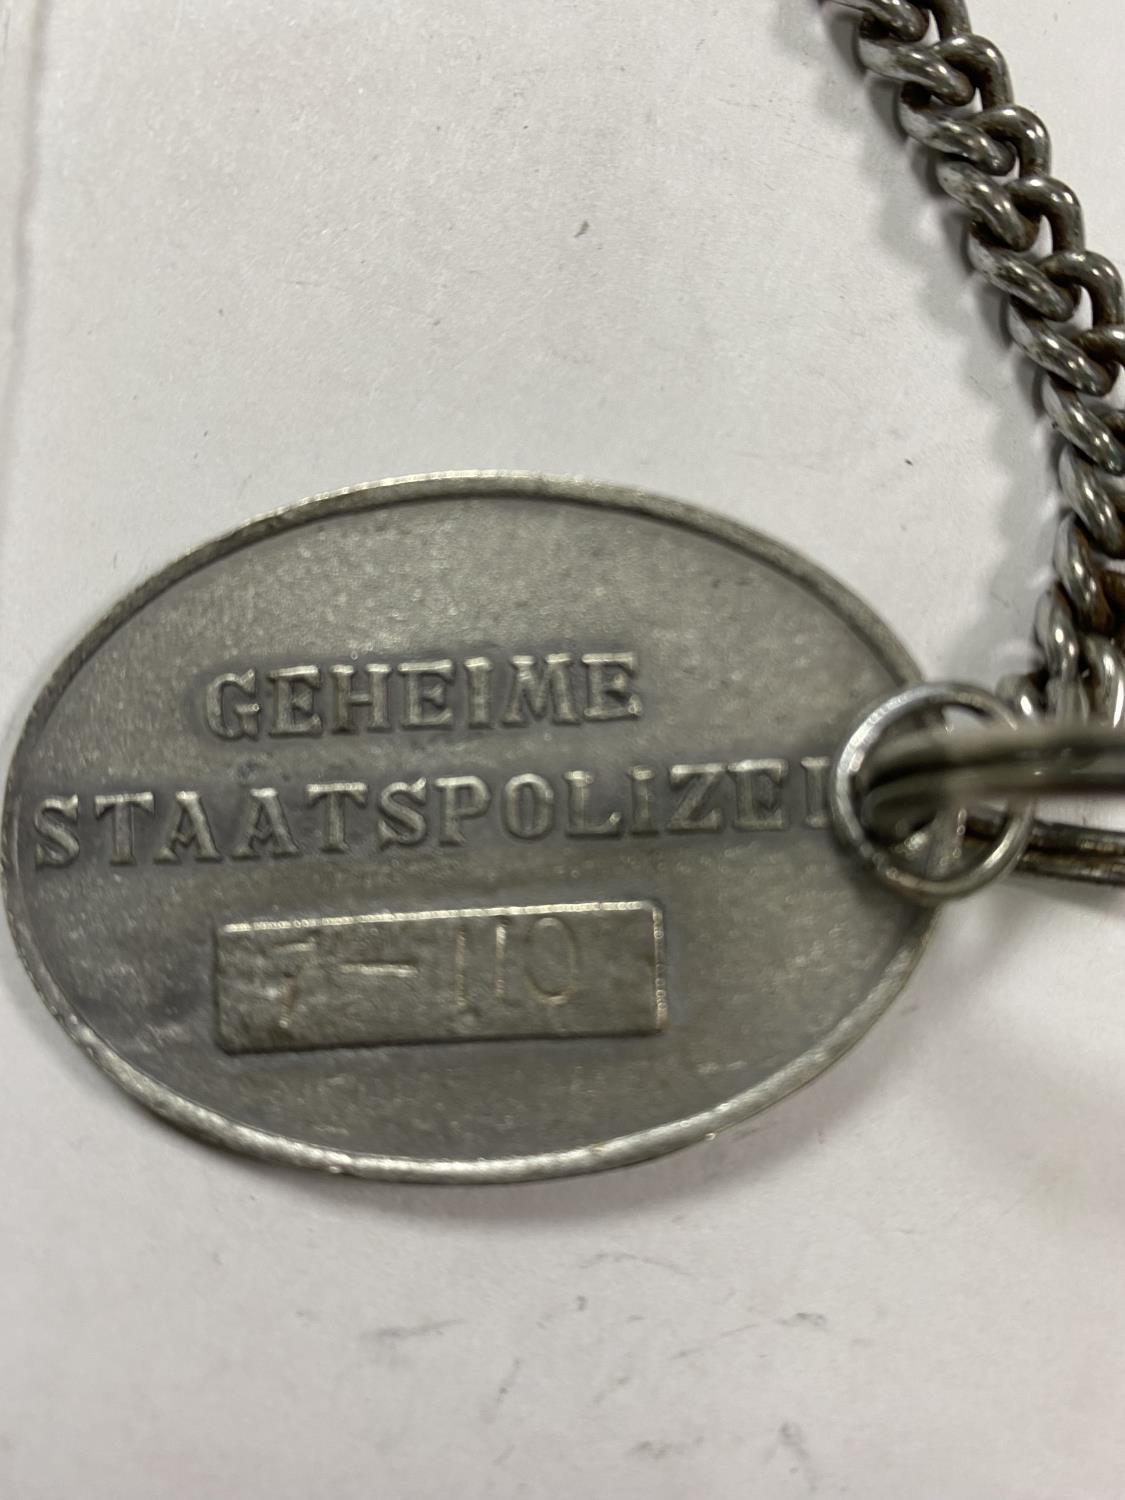 GEHEIME
STAATSPOLIZEI
7-110